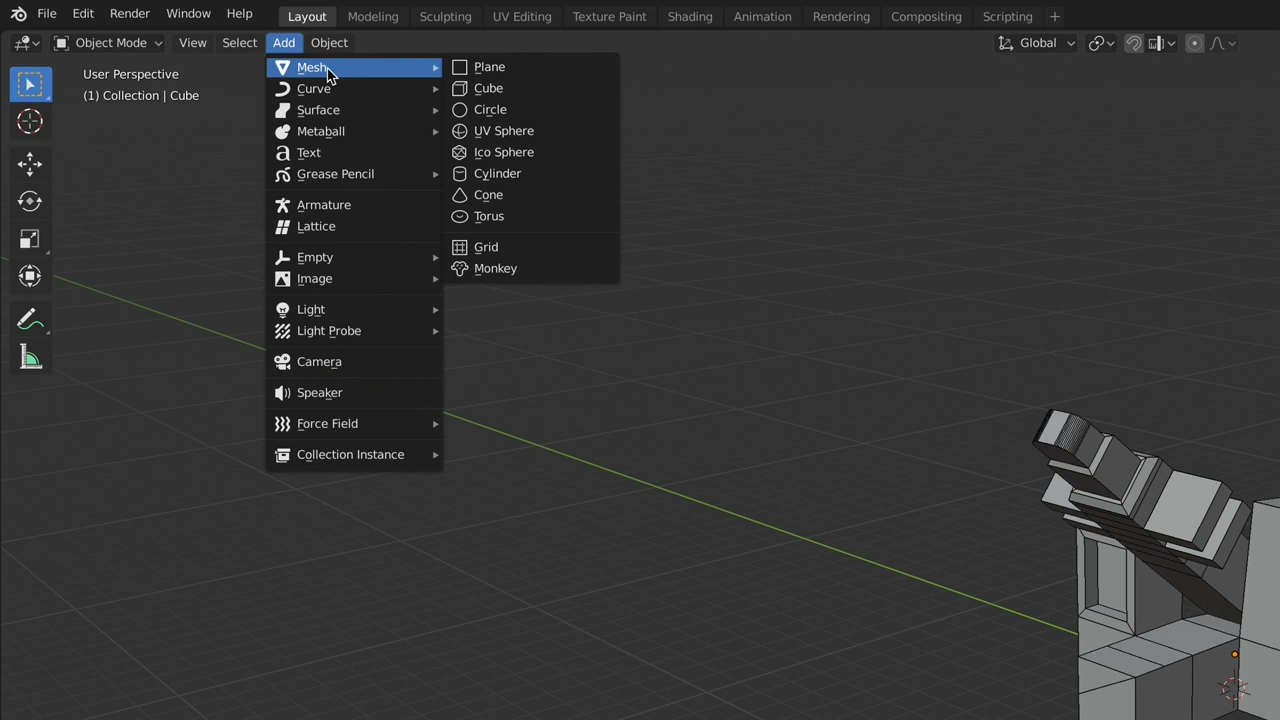 File Edit Render Window Help Layout Modeling Sculpting UV Editing Texture Paint Shading Animation Rendering Compositing Scripting +
Object Mode View Select Add Object Global
User Perspective
(1) Collection | Cube
Mesh
Curve
Surface
Metaball
Text
Grease Pencil
Armature
Lattice
Empty
Image
Light
Light Probe
Camera
Speaker
Force Field
Collection Instance
Plane
Cube
Circle
UV Sphere
Ico Sphere
Cylinder
Cone
Torus
Grid
Monkey